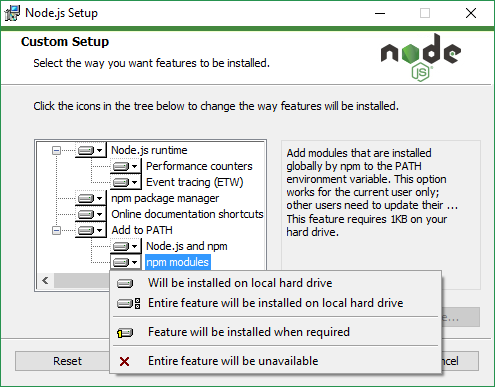 Node.js Setup
Custom Setup
Select the way you want features to be installed.
node
JS
Click the icons in the tree below to change the way features will be installed.
Node.js runtime
Performance counters
Event tracing (ETW)
npm package manager
Online documentation shortcuts
Add to PATH
Node.js and npm
npm modules
Add modules that are installed
globally by npm to the PATH
environment variable. This option
works for the current user only;
other users need to update their ...
This feature requires 1KB on your
hard drive.
Will be installed on local hard drive
Entire feature will be installed on local hard drive
Feature will be installed when required
Entire feature will be unavailable
Reset